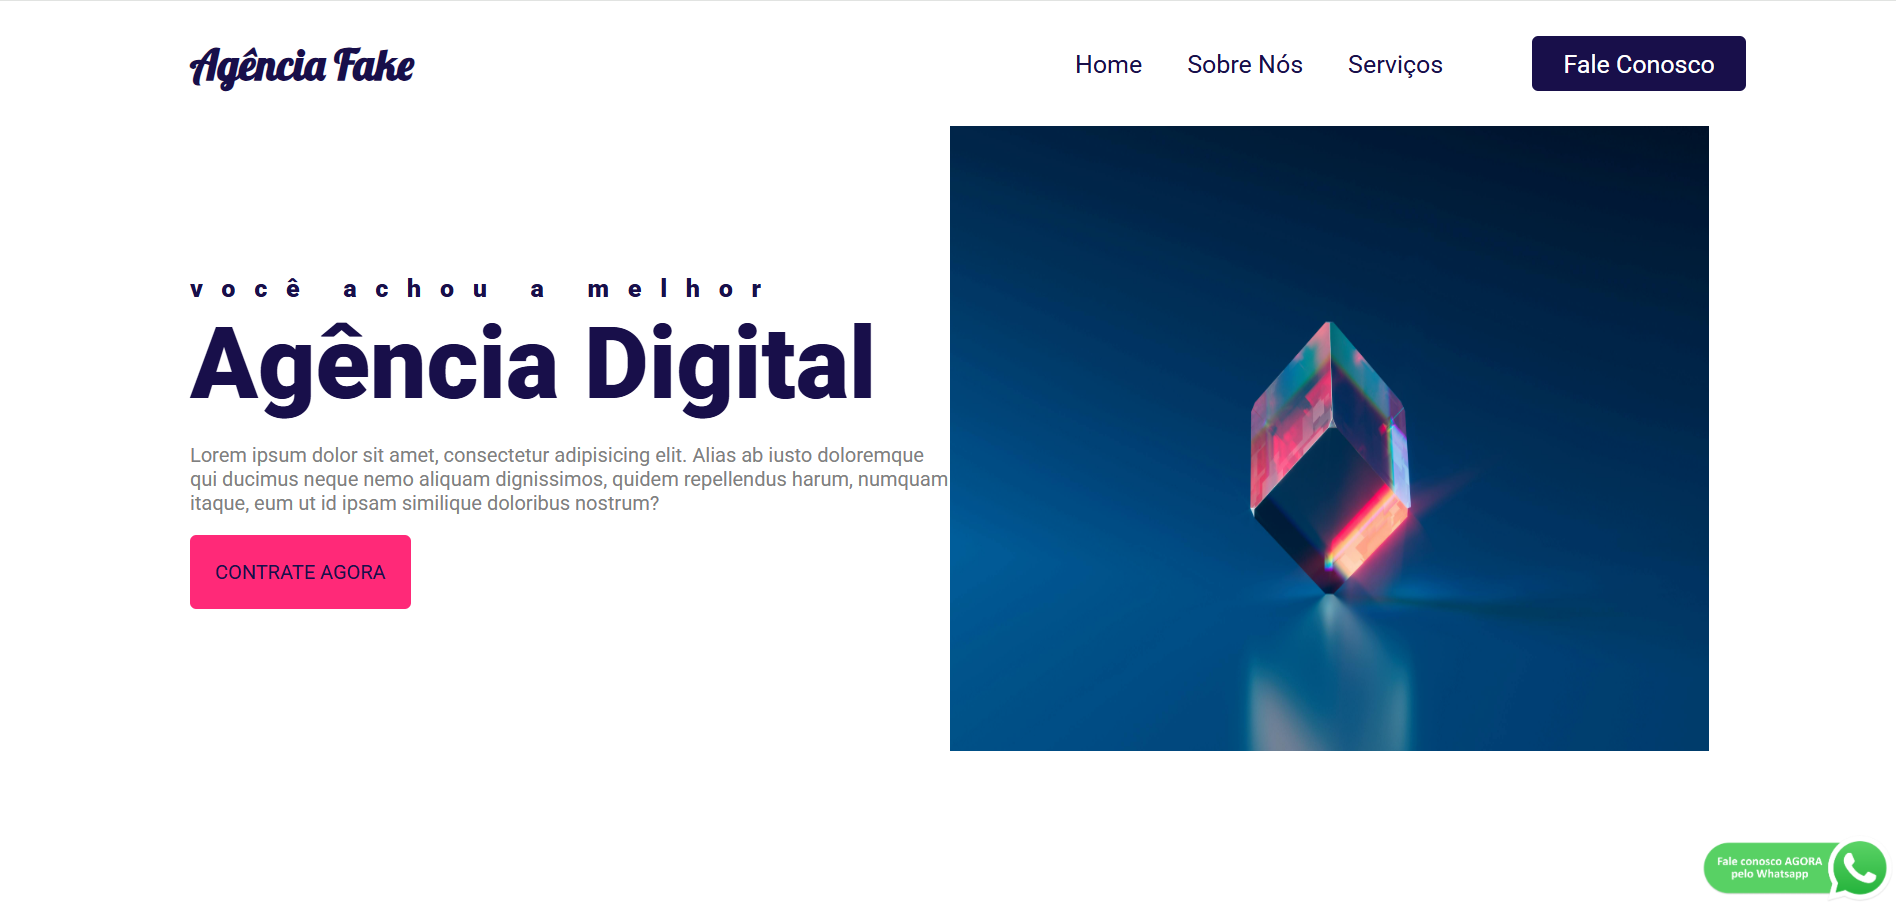 Agência Fake
Home
Sobre Nós
Serviços
Fale Conosco
você achou a melhor
Agência Digital
Lorem ipsum dolor sit amet, consectetur adipisicing elit. Alias ab iusto doloremque
qui ducimus neque nemo aliquam dignissimos, quidem repellendus harum, numquam
itaque, eum ut id ipsam similique doloribus nostrum?
CONTRATE AGORA
Fale conosco AGORA
pelo Whatsapp